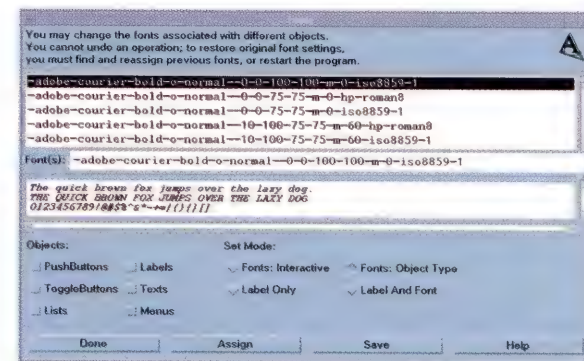 You may change the fonts associated with different objects.
You cannot undo an operation; to restore original font settings,
you must find and reassign previous fonts, or restart the program.
A
-adobe-courier-bold-o-normal--0-0-100-100-m-0-iso8859-1
-adobe-courier-bold-o-normal--0-0-75-75-m-0-hp-roman8
-adobe-courier-bold-o-normal--0-0-75-75-m-0-iso8859-1
-adobe-courier-bold-o-normal--10-100-75-75-m-60-hp-roman8
-adobe-courier-bold-o-normal--10-100-75-75-m-60-iso8859-1
Font(s): -adobe-courier-bold-o-normal--0-0-100-100-m-0-iso8859-1
The quick brown fox jumps over the lazy dog.
THE QUICK BROWN FOX JUMPS OVER THE LAZY DOG
Objects: Set Mode:
PushButtons Labels Fonts: Interactive Fonts: Object Type
ToggleButtons Texts Label Only Label And Font
Lists Menus
Done Assign Save Help